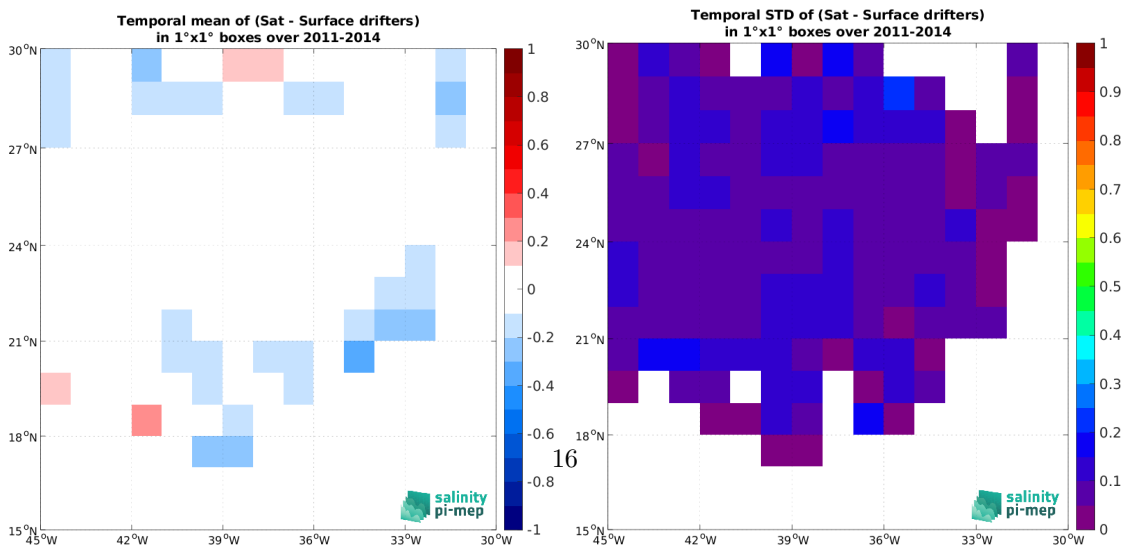 Temporal mean of (Sat - Surface drifters)
in 1°x1° boxes over 2011-2014
30°N
27°N
24°N
21°N
18°N
15°N
45°W
42°W
39°W
36°W
33°W
30°W
1
0.8
0.6
0.4
0.2
0
-0.2
-0.4
-0.6
-0.8
-1
salinity
pi-mep
16
Temporal STD of (Sat - Surface drifters)
in 1°x1° boxes over 2011-2014
30°N
27°N
24°N
21°N
18°N
15°N
45°W
42°W
39°W
36°W
33°W
30°W
1
0.9
0.8
0.7
0.6
0.5
0.4
0.3
0.2
0.1
0
salinity
pi-mep